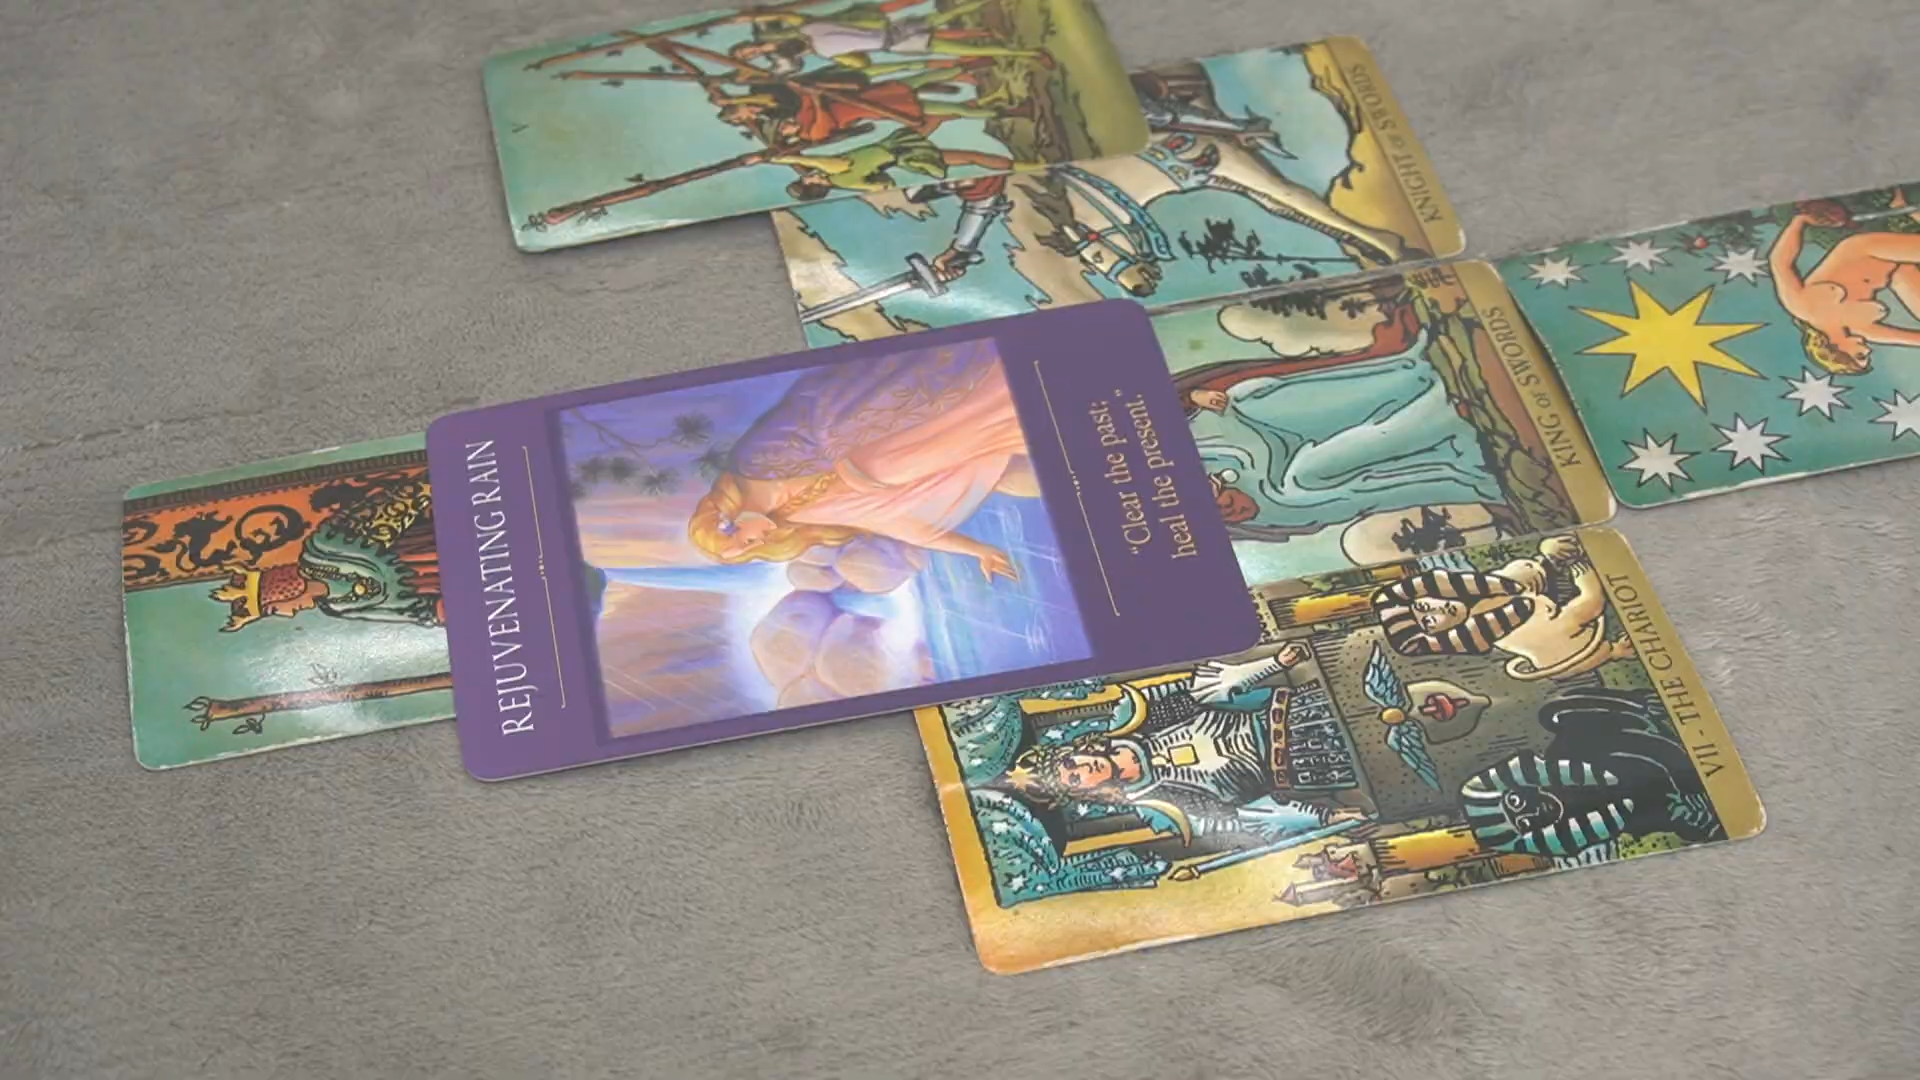 V
KNIGHT OF SWORDS
KING OF SWORDS
REJUVENATING RAIN
"Clear the past;
heal the present."
VII - THE CHARIOT